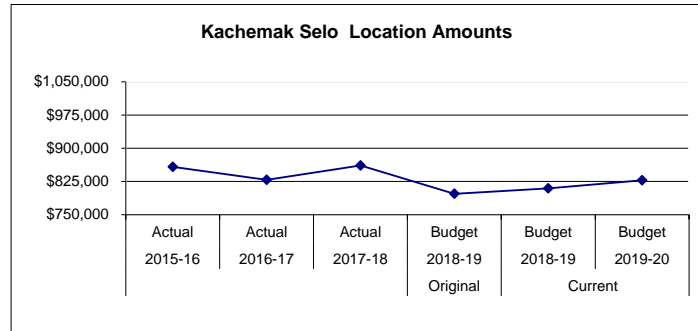 Kachemak Selo Location Amounts
$1,050,000
$975,000
$900,000
$825,000
$750,000
Actual Actual Actual Budget Budget Budget
2015-16 2016-17 2017-18 2018-19 2018-19 2019-20
Original Current